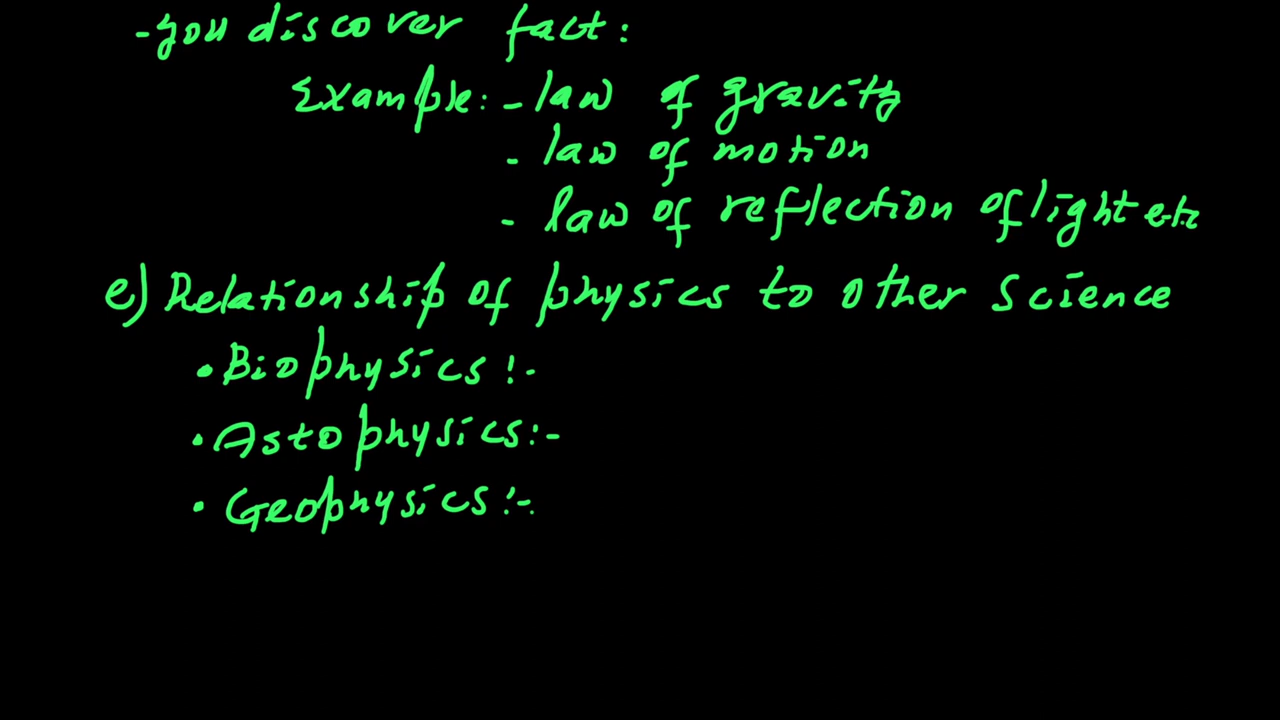 -you discover fact:
Example: - law of gravity
- law of motion
- law of reflection of light etc
e) Relationship of physics to other science
• Biophysics:-
• Astophysics:-
• Geophysics:-